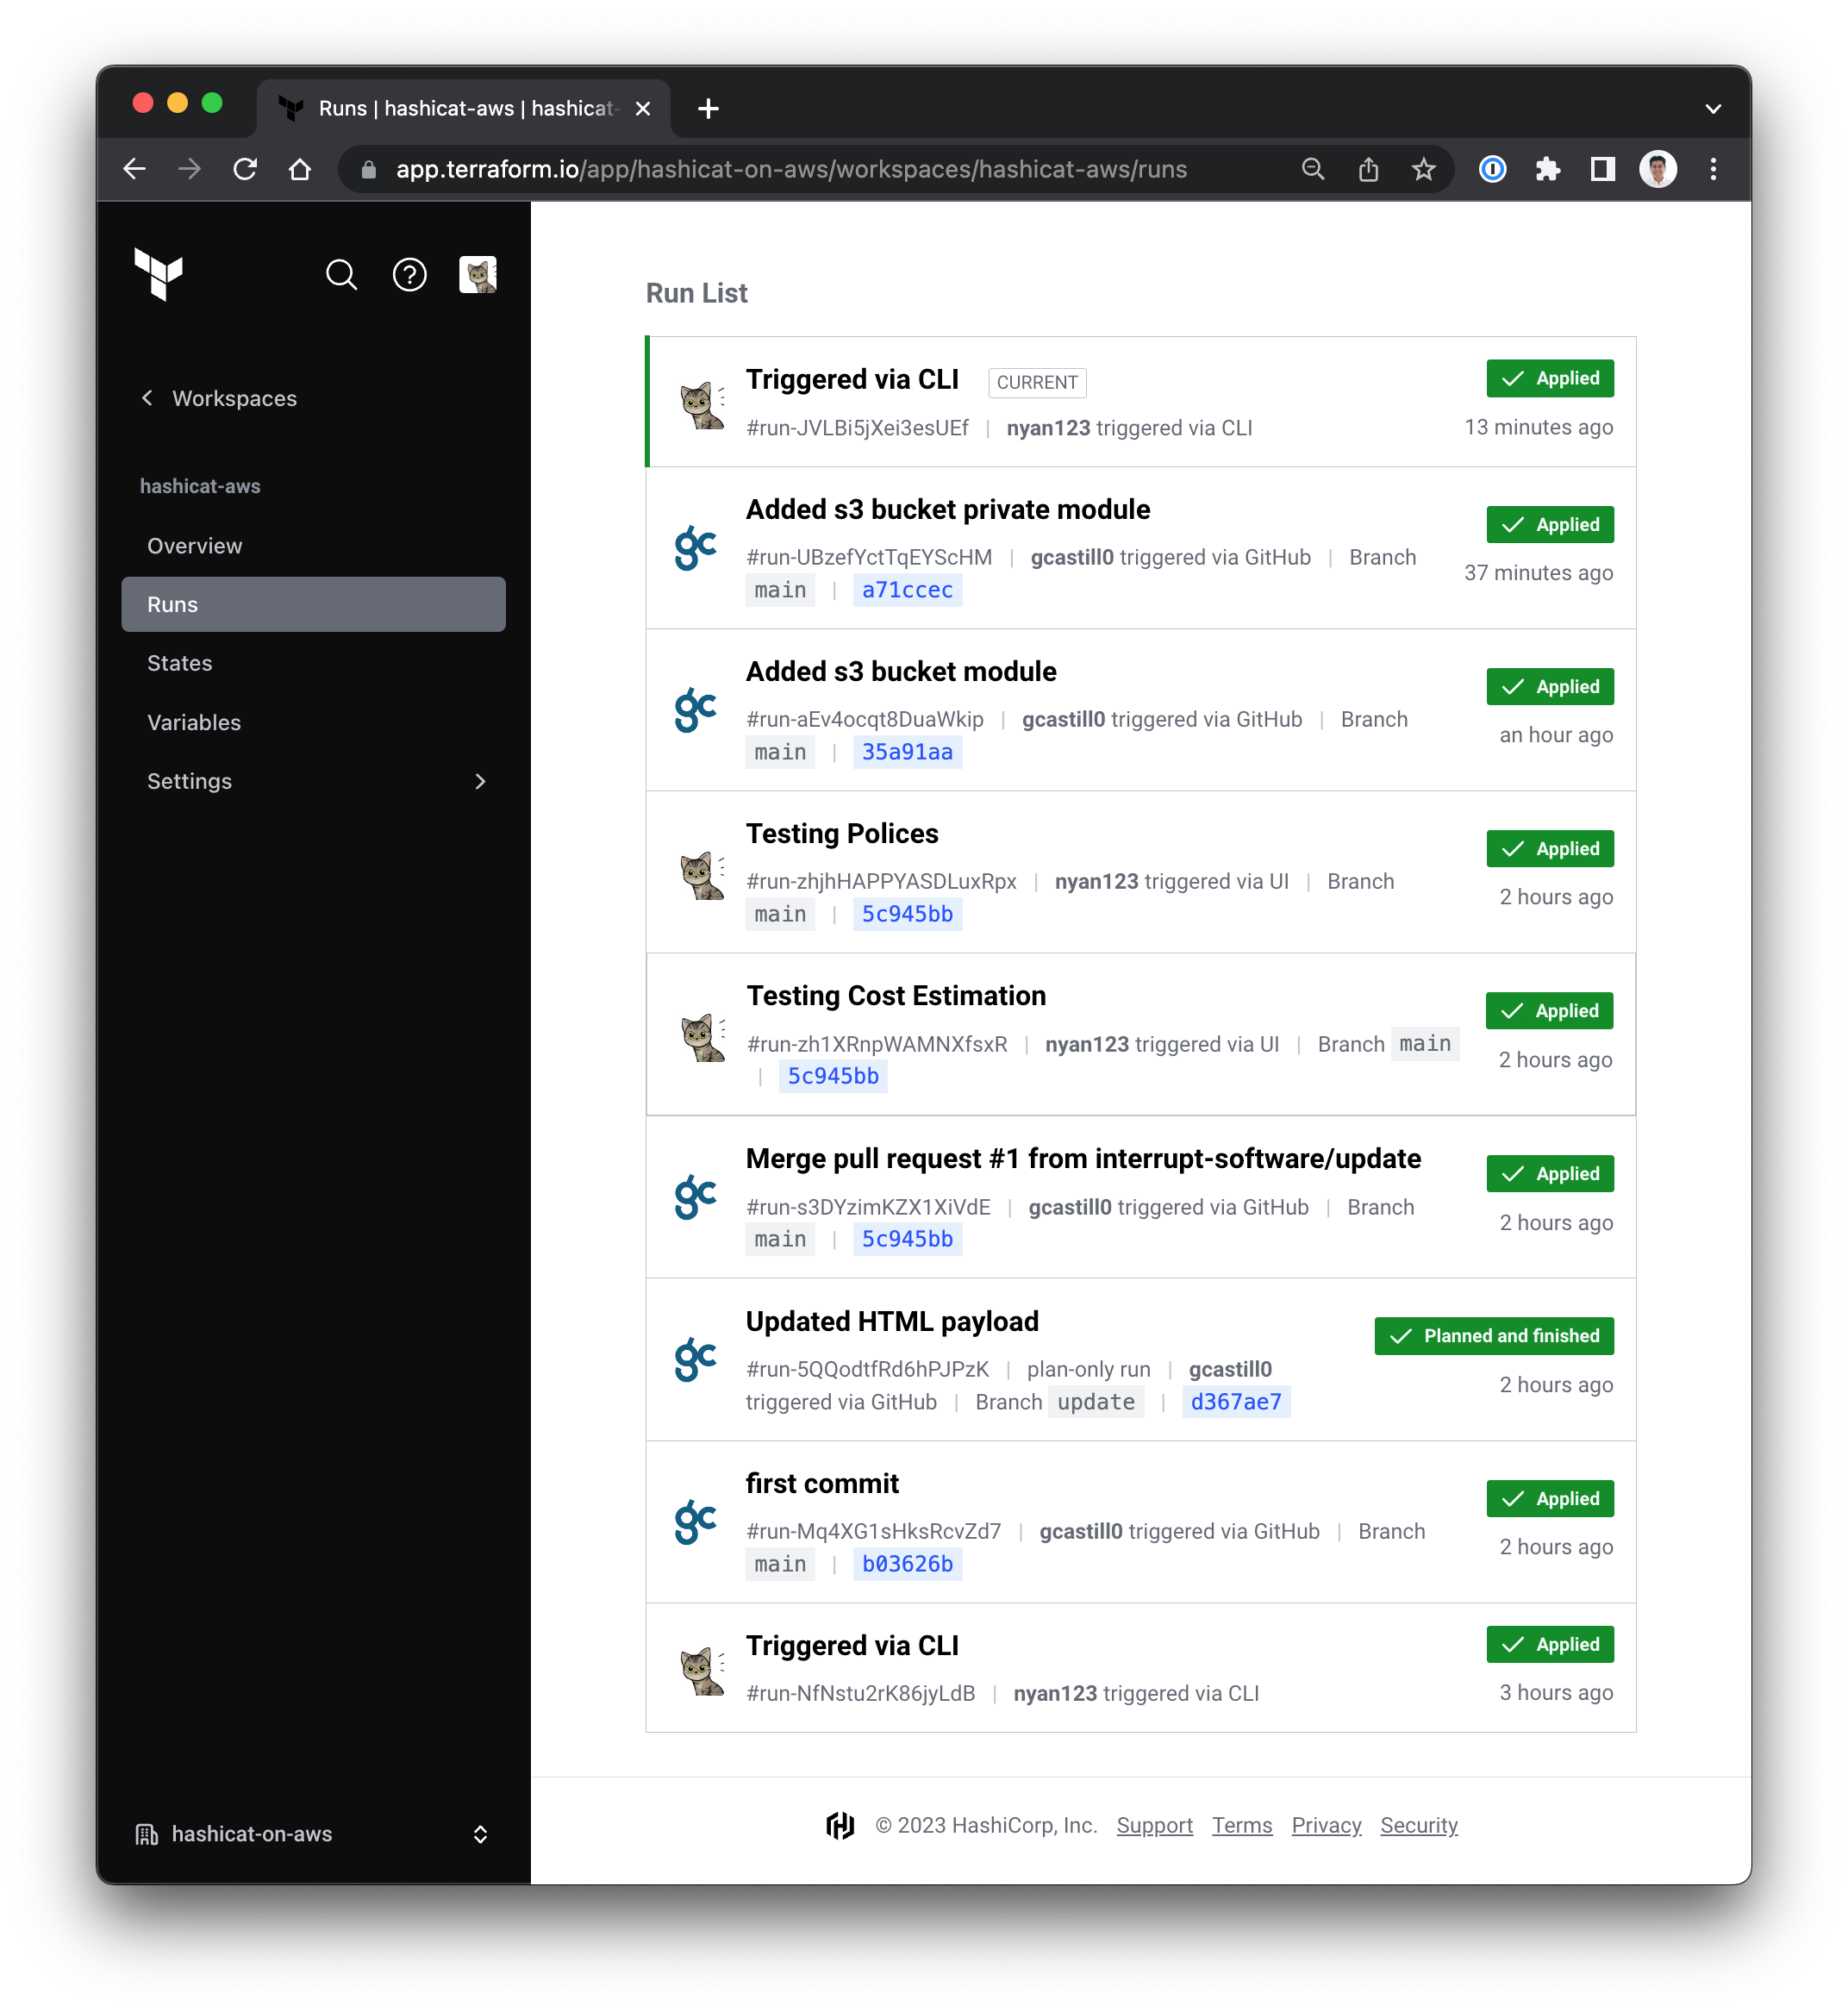 Runs | hashicat-aws | hashicat-
app.terraform.io/app/hashicat-on-aws/workspaces/hashicat-aws/runs
Workspaces
hashicat-aws
Overview
Runs
States
Variables
Settings
hashicat-on-aws
Run List
Triggered via CLI CURRENT Applied
#run-JVLBi5jXei3esUEf | nyan123 triggered via CLI 13 minutes ago
Added s3 bucket private module Applied
#run-UBzefYctTqEYScHM | gcastill0 triggered via GitHub | Branch 37 minutes ago
main | a71ccec
Added s3 bucket module Applied
#run-aEv4ocqt8DuaWkip | gcastill0 triggered via GitHub | Branch an hour ago
main | 35a91aa
Testing Polices Applied
#run-zhjhHAPPYASDLuxRpx | nyan123 triggered via UI | Branch 2 hours ago
main | 5c945bb
Testing Cost Estimation Applied
#run-zh1XRnpWAMNXfsxR | nyan123 triggered via UI | Branch main 2 hours ago
| 5c945bb
Merge pull request #1 from interrupt-software/update Applied
#run-s3DYzimKZX1XiVdE | gcastill0 triggered via GitHub | Branch 2 hours ago
main | 5c945bb
Updated HTML payload Planned and finished
#run-5QQodtfRd6hPJPzK | plan-only run | gcastill0 2 hours ago
triggered via GitHub | Branch update | d367ae7
first commit Applied
#run-Mq4XG1sHksRcvZd7 | gcastill0 triggered via GitHub | Branch 2 hours ago
main | b03626b
Triggered via CLI Applied
#run-NfNstu2rK86jyLdB | nyan123 triggered via CLI 3 hours ago
© 2023 HashiCorp, Inc. Support Terms Privacy Security